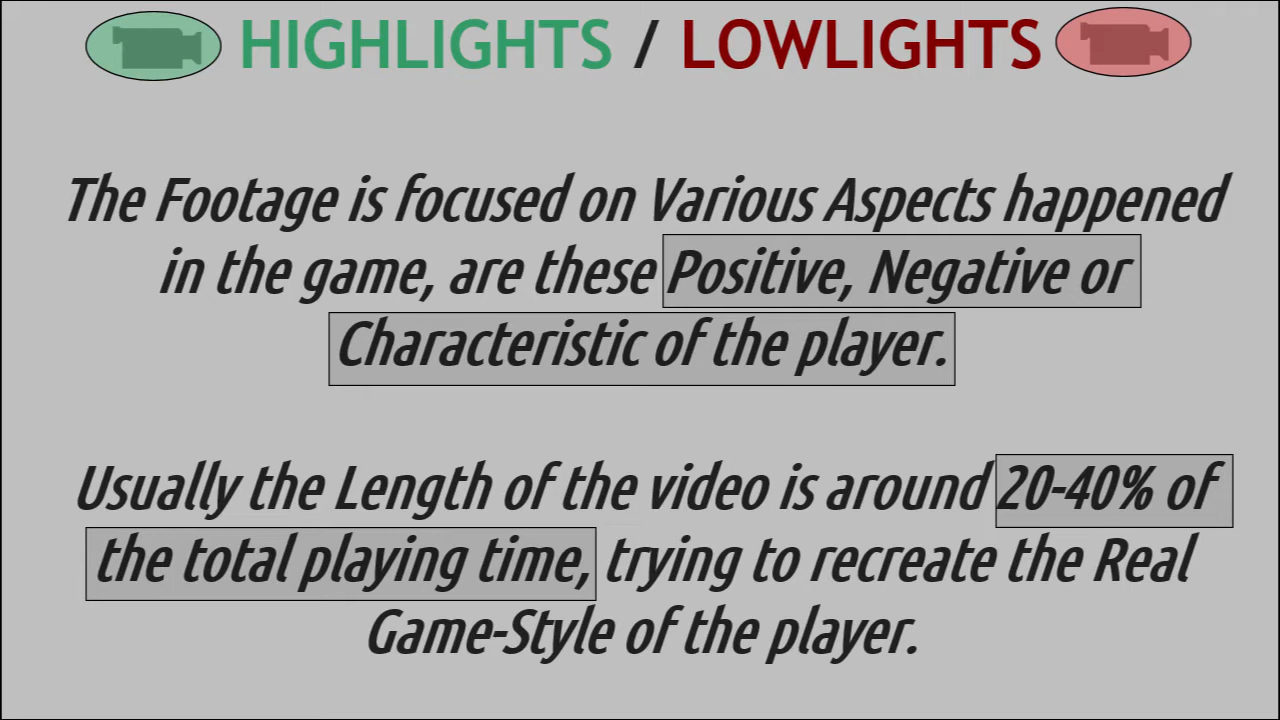 HIGHLIGHTS / LOWLIGHTS
The Footage is focused on Various Aspects happened
in the game, are these Positive, Negative or
Characteristic of the player.
Usually the Length of the video is around 20-40% of
the total playing time, trying to recreate the Real
Game-Style of the player.